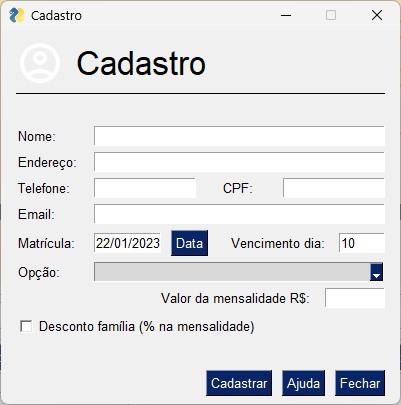 Cadastro
Cadastro
Nome:
Endereço:
Telefone: CPF:
Email:
Matrícula: 22/01/2023 Data Vencimento dia: 10
Opção:
Valor da mensalidade R$:
Desconto família (% na mensalidade)
Cadastrar Ajuda Fechar